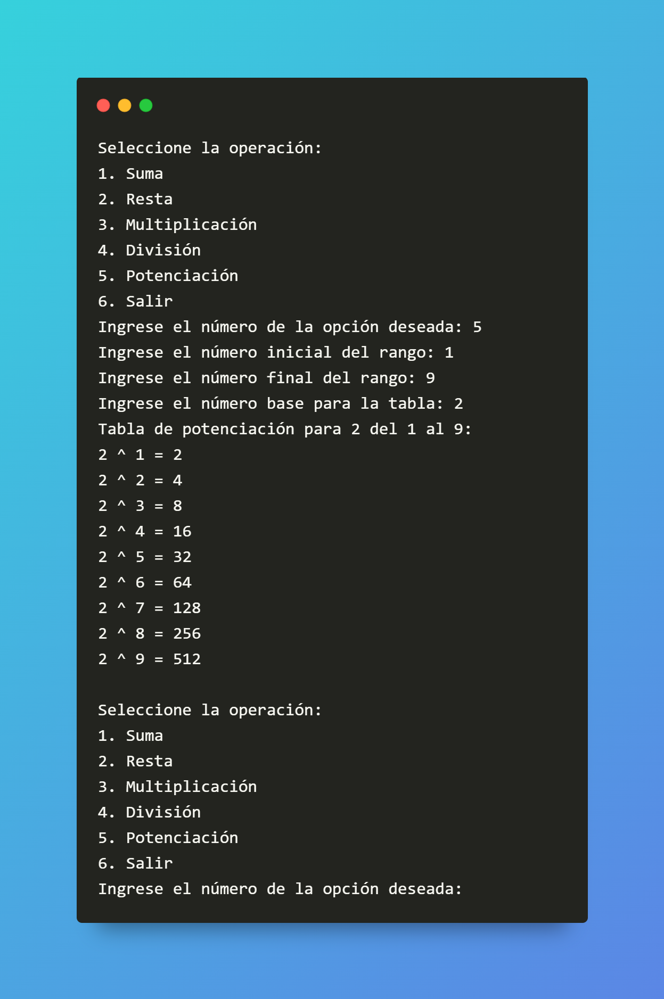 Seleccione la operación:
1. Suma
2. Resta
3. Multiplicación
4. División
5. Potenciación
6. Salir
Ingrese el número de la opción deseada: 5
Ingrese el número inicial del rango: 1
Ingrese el número final del rango: 9
Ingrese el número base para la tabla: 2
Tabla de potenciación para 2 del 1 al 9:
2 ^ 1 = 2
2 ^ 2 = 4
2 ^ 3 = 8
2 ^ 4 = 16
2 ^ 5 = 32
2 ^ 6 = 64
2 ^ 7 = 128
2 ^ 8 = 256
2 ^ 9 = 512

Seleccione la operación:
1. Suma
2. Resta
3. Multiplicación
4. División
5. Potenciación
6. Salir
Ingrese el número de la opción deseada: